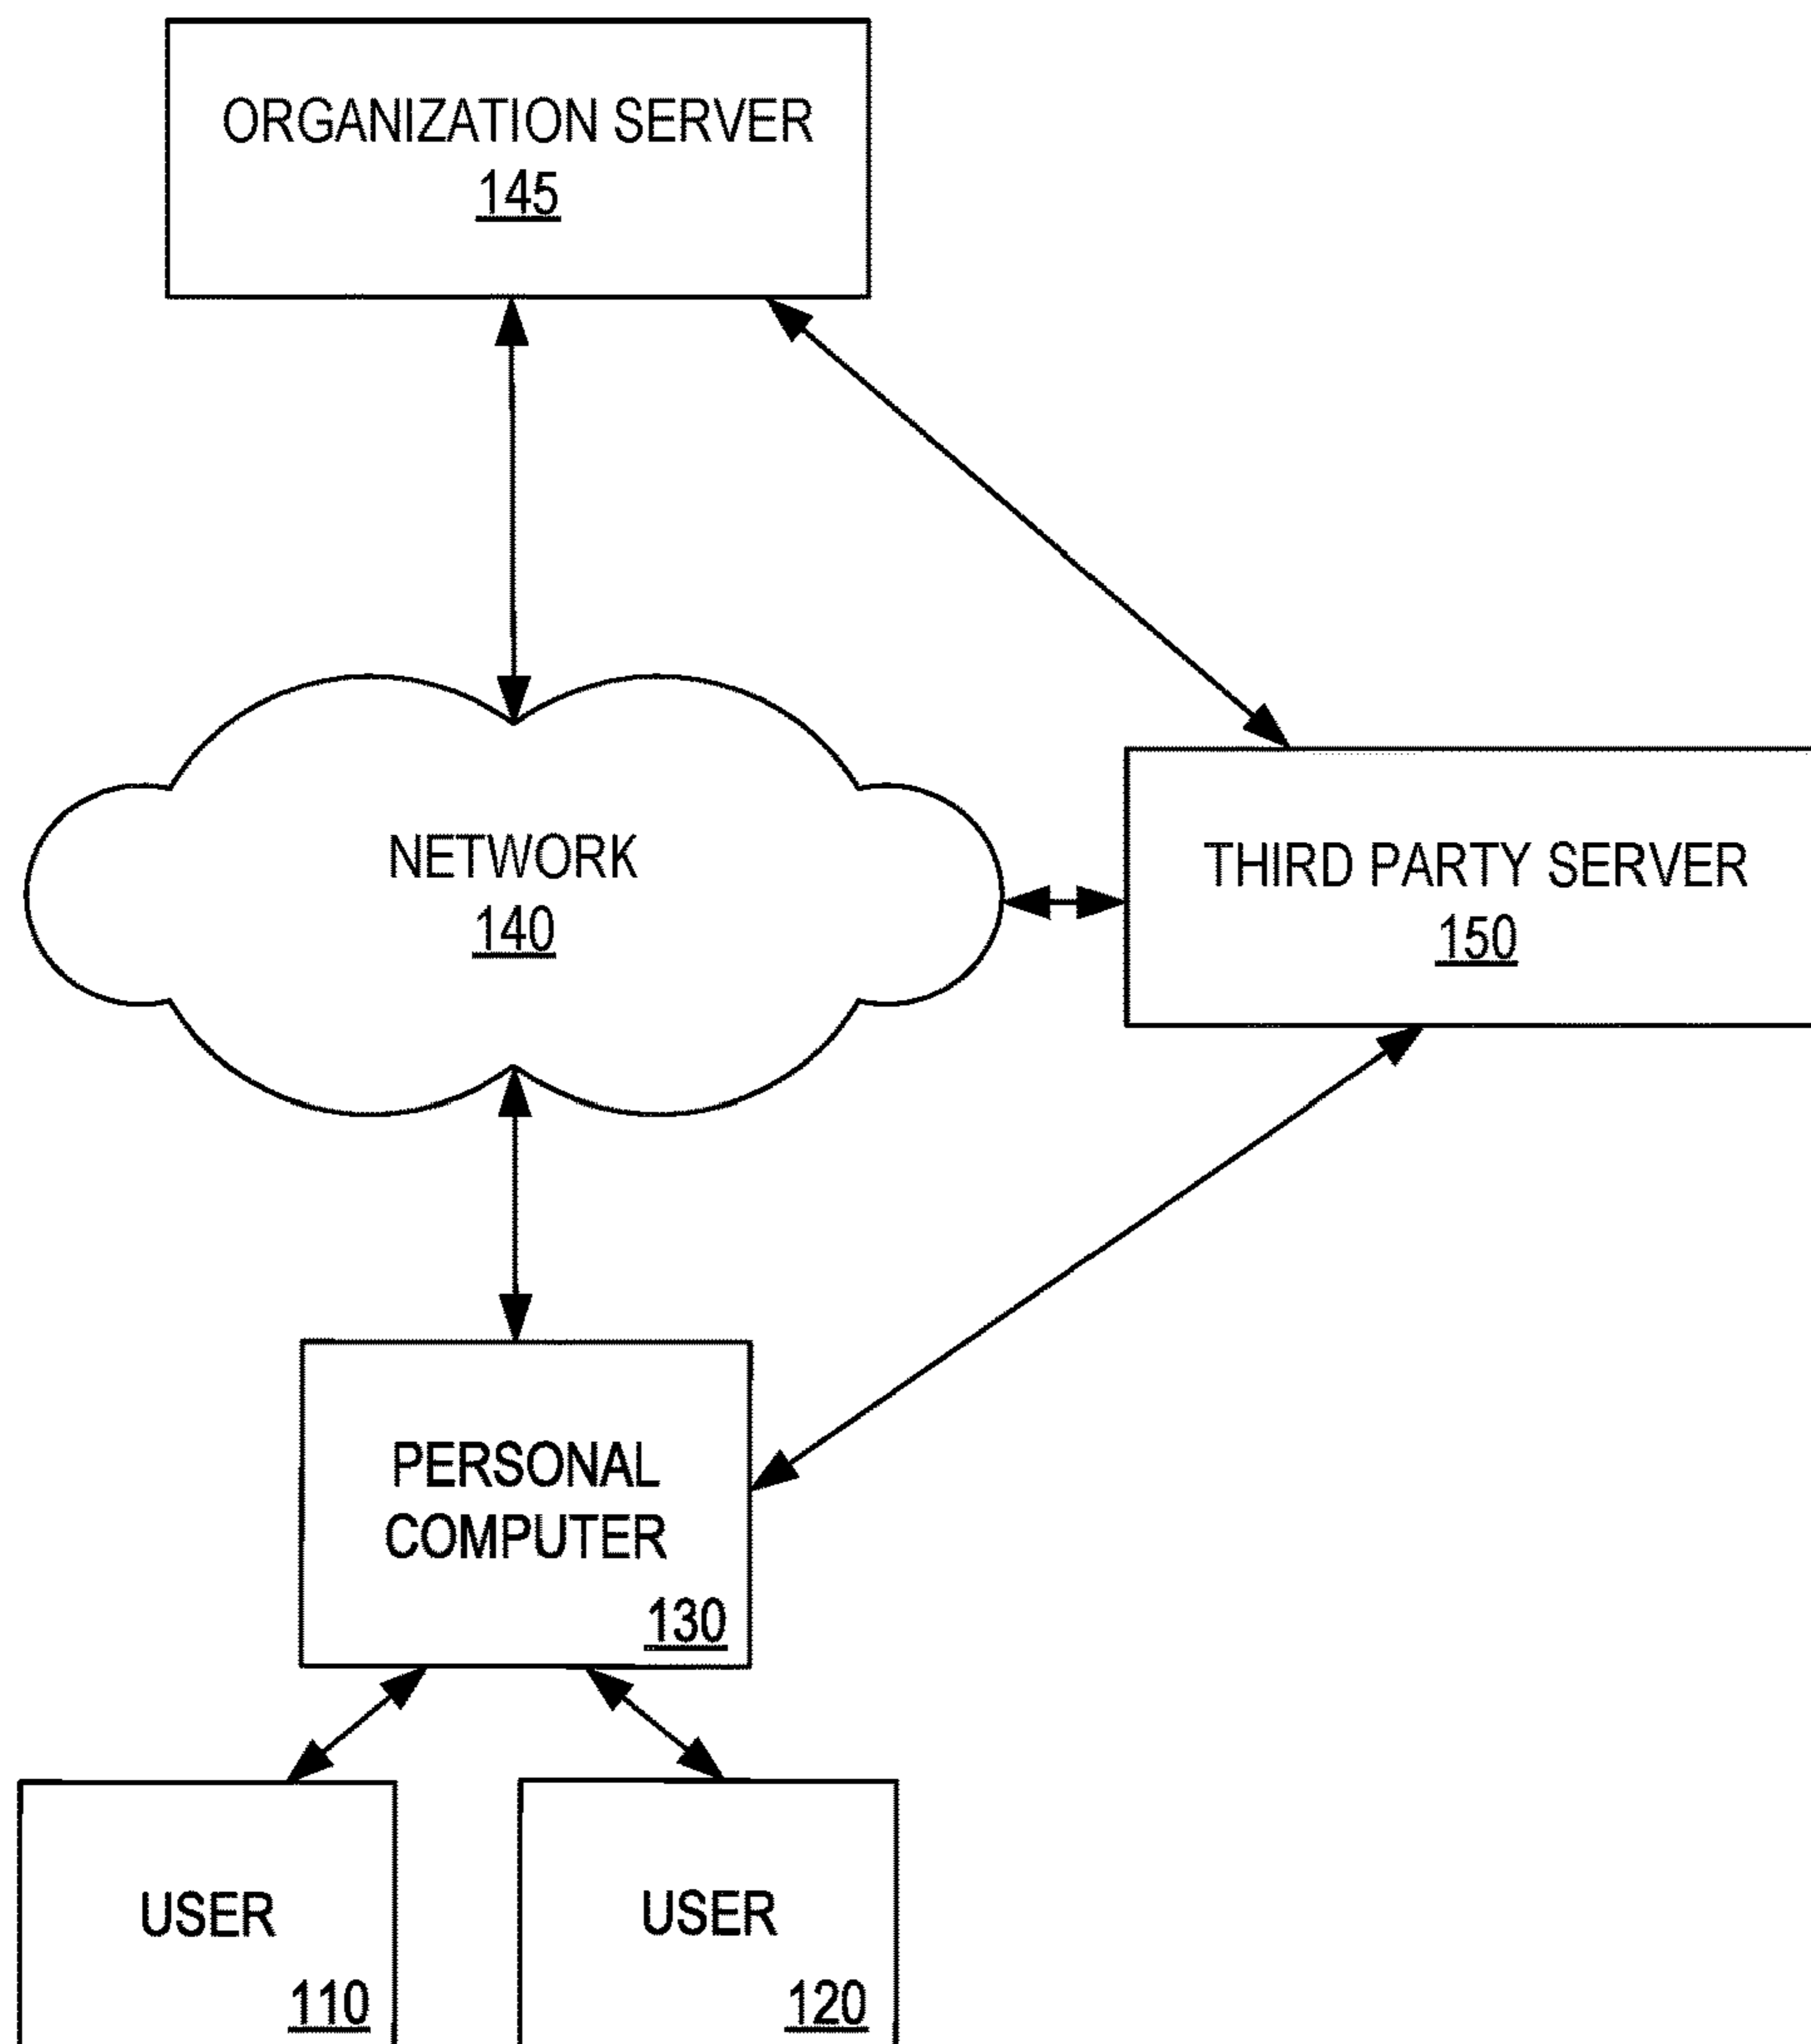 ORGANIZATION SERVER
145
NETWORK
140
THIRD PARTY SERVER
150
PERSONAL
COMPUTER
130
USER
110
USER
120